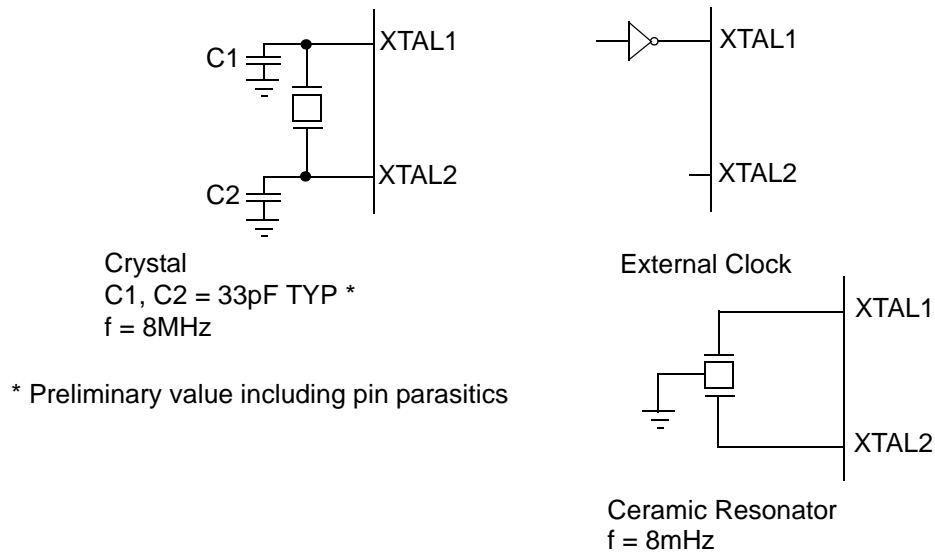 C1
XTAL1
C2
XTAL2
Crystal
C1, C2 = 33pF TYP *
f = 8MHz
* Preliminary value including pin parasitics
XTAL1
XTAL2
External Clock
XTAL1
XTAL2
Ceramic Resonator
f = 8mHz